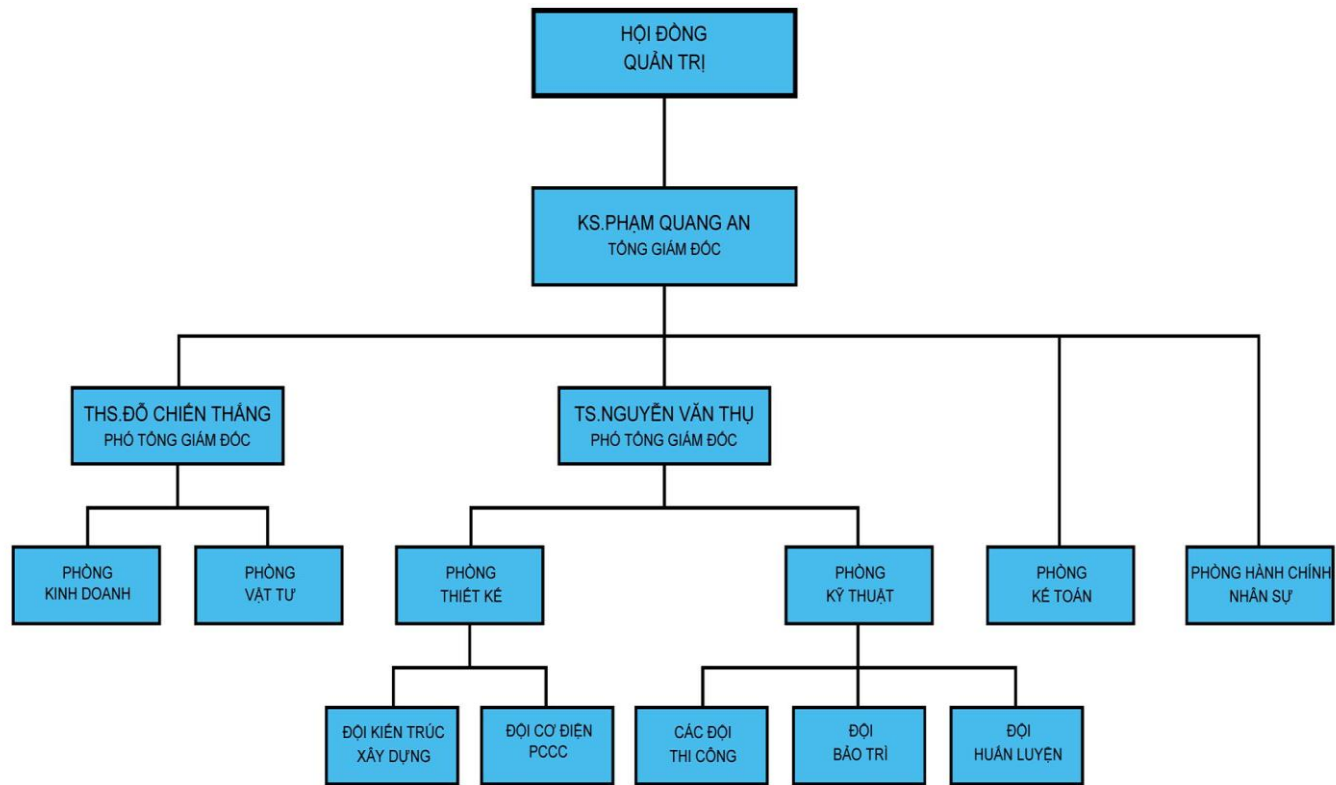 HỘI ĐỒNG
QUẢN TRỊ
KS.PHẠM QUANG AN
TỔNG GIÁM ĐỐC
THS.ĐỖ CHIẾN THẮNG
PHÓ TỔNG GIÁM ĐỐC
TS.NGUYỄN VĂN THỤ
PHÓ TỔNG GIÁM ĐỐC
PHÒNG
KINH DOANH
PHÒNG
VẬT TƯ
PHÒNG
THIẾT KẾ
PHÒNG
KỸ THUẬT
PHÒNG
KẾ TOÁN
PHÒNG HÀNH CHÍNH
NHÂN SỰ
ĐỘI KIẾN TRÚC
XÂY DỰNG
ĐỘI CƠ ĐIỆN
PCCC
CÁC ĐỘI
THI CÔNG
ĐỘI
BẢO TRÌ
ĐỘI
HUẤN LUYỆN